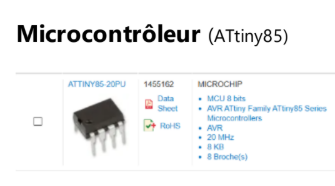 Microcontrôleur (ATtiny85)
ATTINY85-20PU 1455162 MICROCHIP
Data Sheet
RoHS
• MCU 8 bits
• AVR ATtiny Family ATtiny85 Series
Microcontrollers
• AVR
• 20 MHz
• 8 KB
• 8 Broche(s)